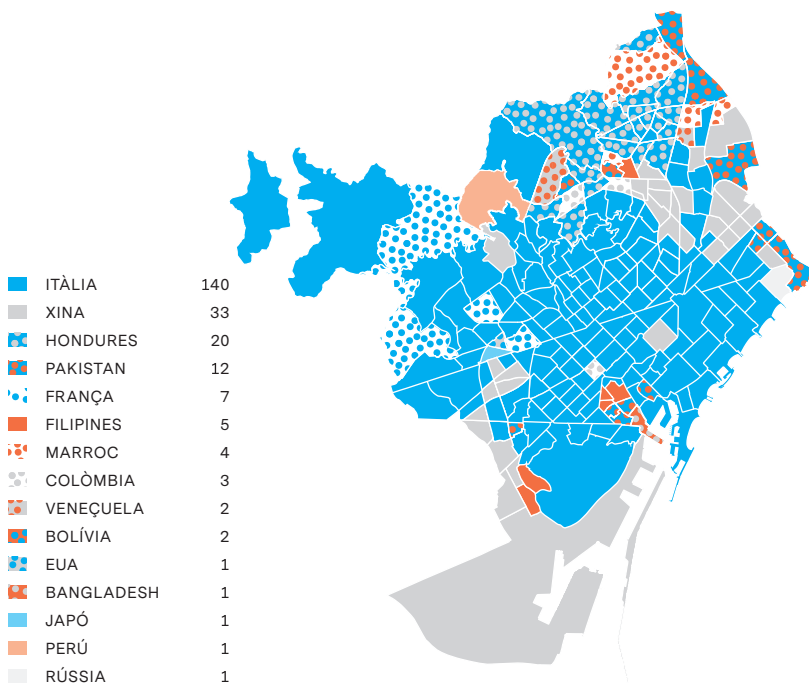 ITÀLIA 140
XINA 33
HONDURES 20
PAKISTAN 12
FRANÇA 7
FILIPINES 5
MARROC 4
COLÒMBIA 3
VENEÇUELA 2
BOLÍVIA 2
EUA 1
BANGLADESH 1
JAPÓ 1
PERÚ 1
RÚSSIA 1